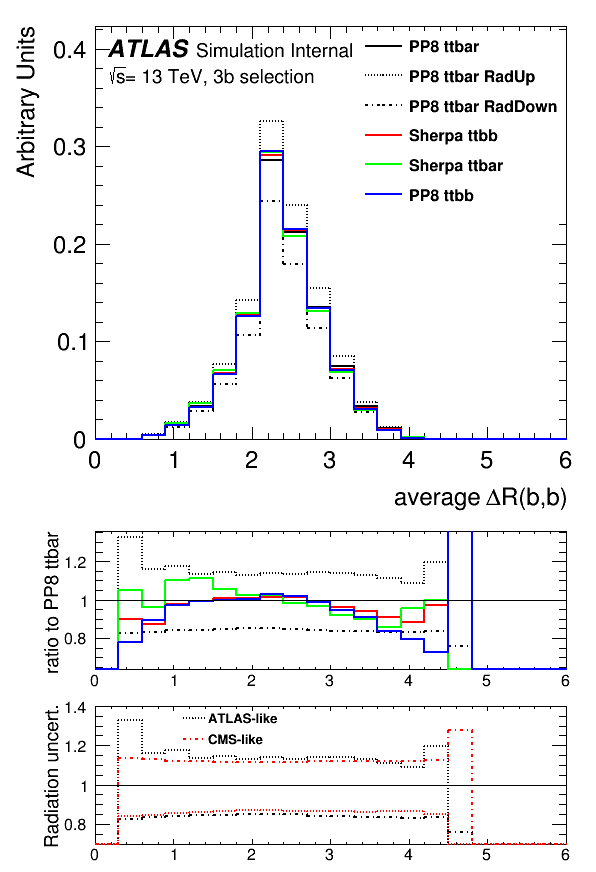 ATLAS Simulation Internal
√s= 13 TeV, 3b selection
PP8 ttbar
PP8 ttbar RadUp
PP8 ttbar RadDown
Sherpa ttbb
Sherpa ttbar
PP8 ttbb
Arbitrary Units
0.4
0.3
0.2
0.1
0
0 1 2 3 4 5 6
average ΔR(b,b)
ratio to PP8 ttbar
1.2
1
0.8
0 1 2 3 4 5 6
Radiation uncert.
1.4
1.2
1
0.8
ATLAS-like
CMS-like
0 1 2 3 4 5 6